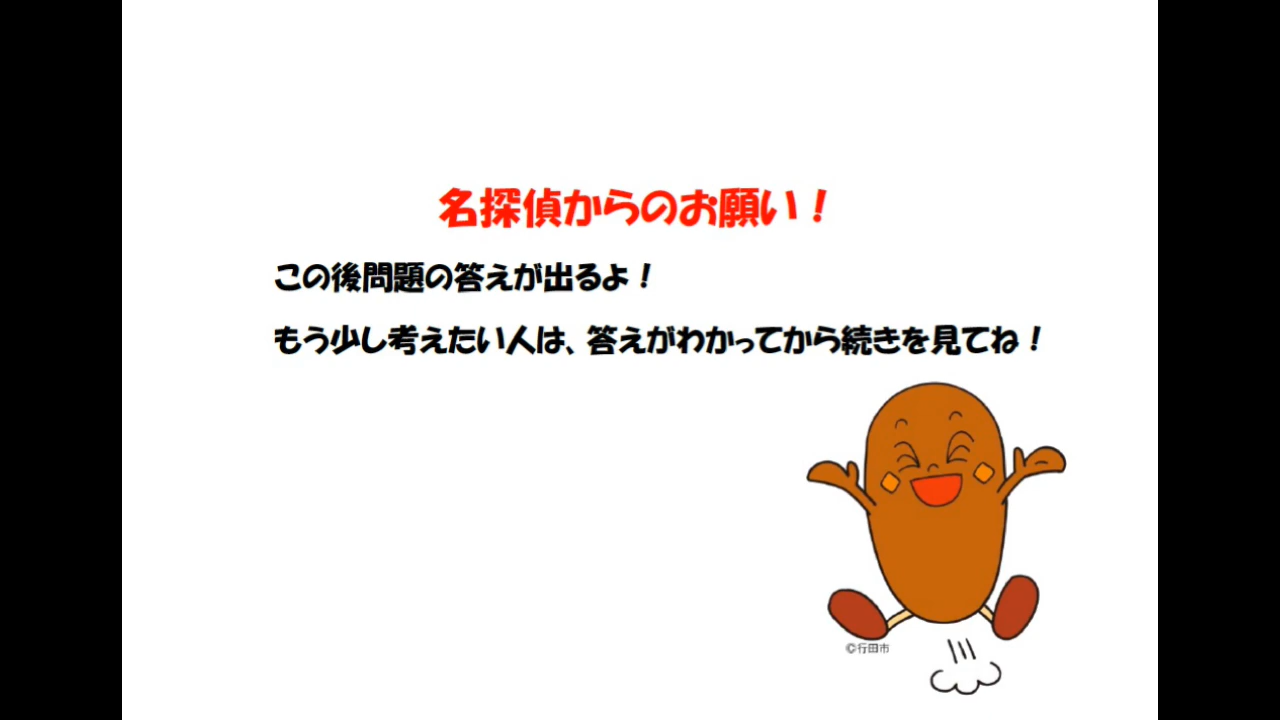 名探偵からのお願い！
この後問題の答えが出るよ！
もう少し考えたい人は、答えがわかってから続きを見てね！
©行田市